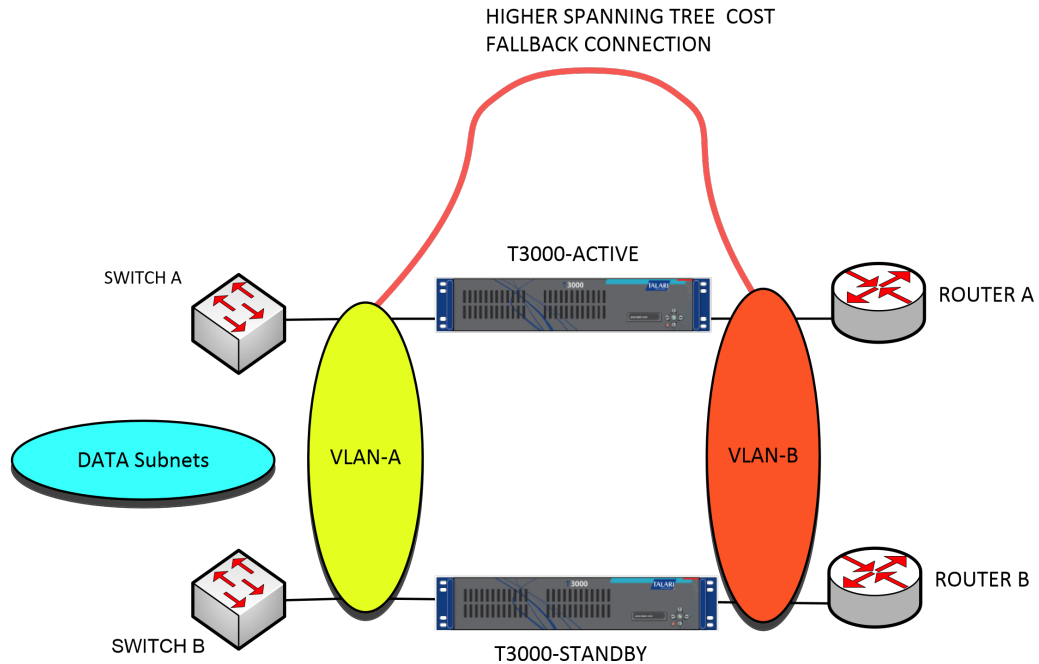 HIGHER SPANNING TREE COST
FALLBACK CONNECTION
T3000-ACTIVE
SWITCH A
3000
TALARI
ROUTER A
DATA Subnets
VLAN-A
VLAN-B
3000
TALARI
ROUTER B
SWITCH B
T3000-STANDBY